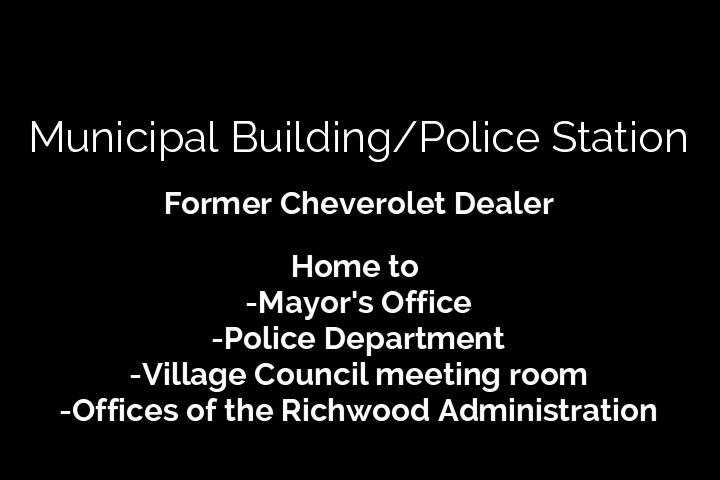 Municipal Building/Police Station
Former Cheverolet Dealer
Home to
-Mayor's Office
-Police Department
-Village Council meeting room
-Offices of the Richwood Administration